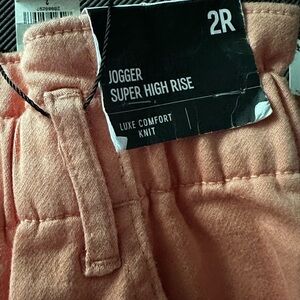 2R
JOGGER
SUPER HIGH RISE
LUXE COMFORT
KNIT